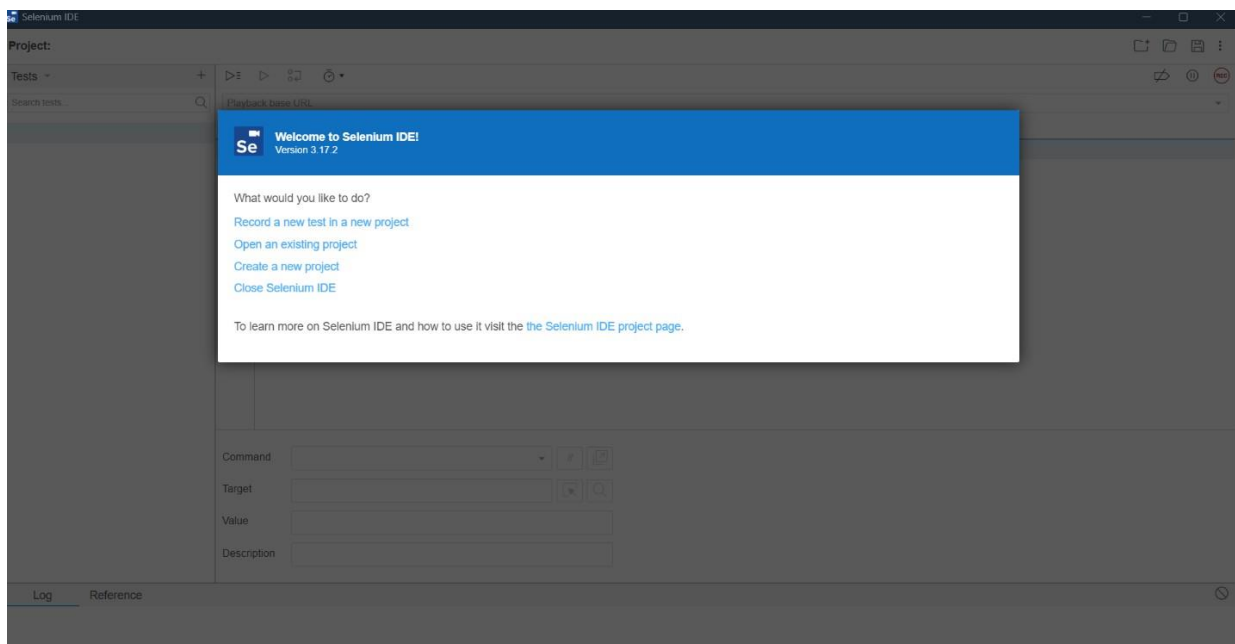 Se Selenium IDE
Project:
Tests
Search tests...
Playback base URL
REC
Se
Welcome to Selenium IDE!
Version 3.17.2
What would you like to do?
Record a new test in a new project
Open an existing project
Create a new project
Close Selenium IDE
To learn more on Selenium IDE and how to use it visit the the Selenium IDE project page.
Command
//
Target
Value
Description
Log Reference